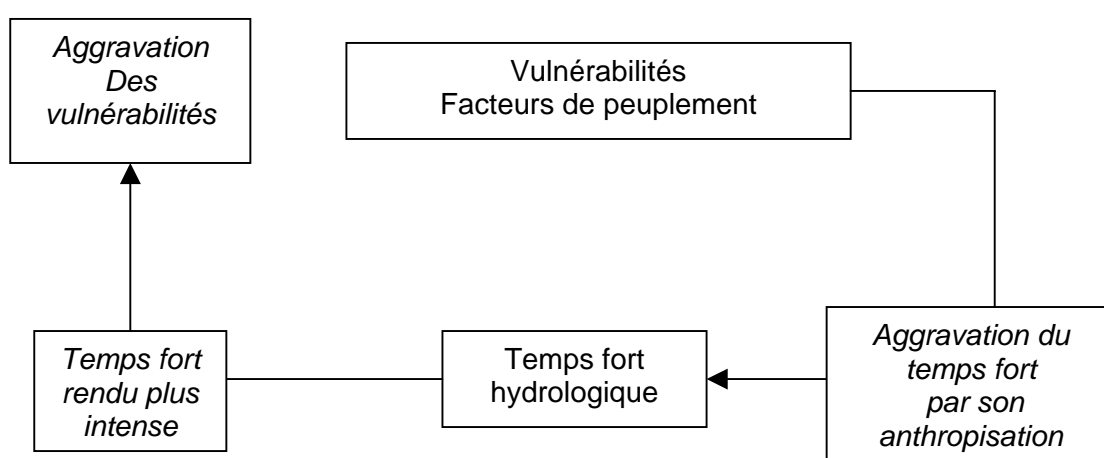 Aggravation
Des
vulnérabilités
Vulnérabilités
Facteurs de peuplement
Temps fort
rendu plus
intense
Temps fort
hydrologique
Aggravation du
temps fort
par son
anthropisation